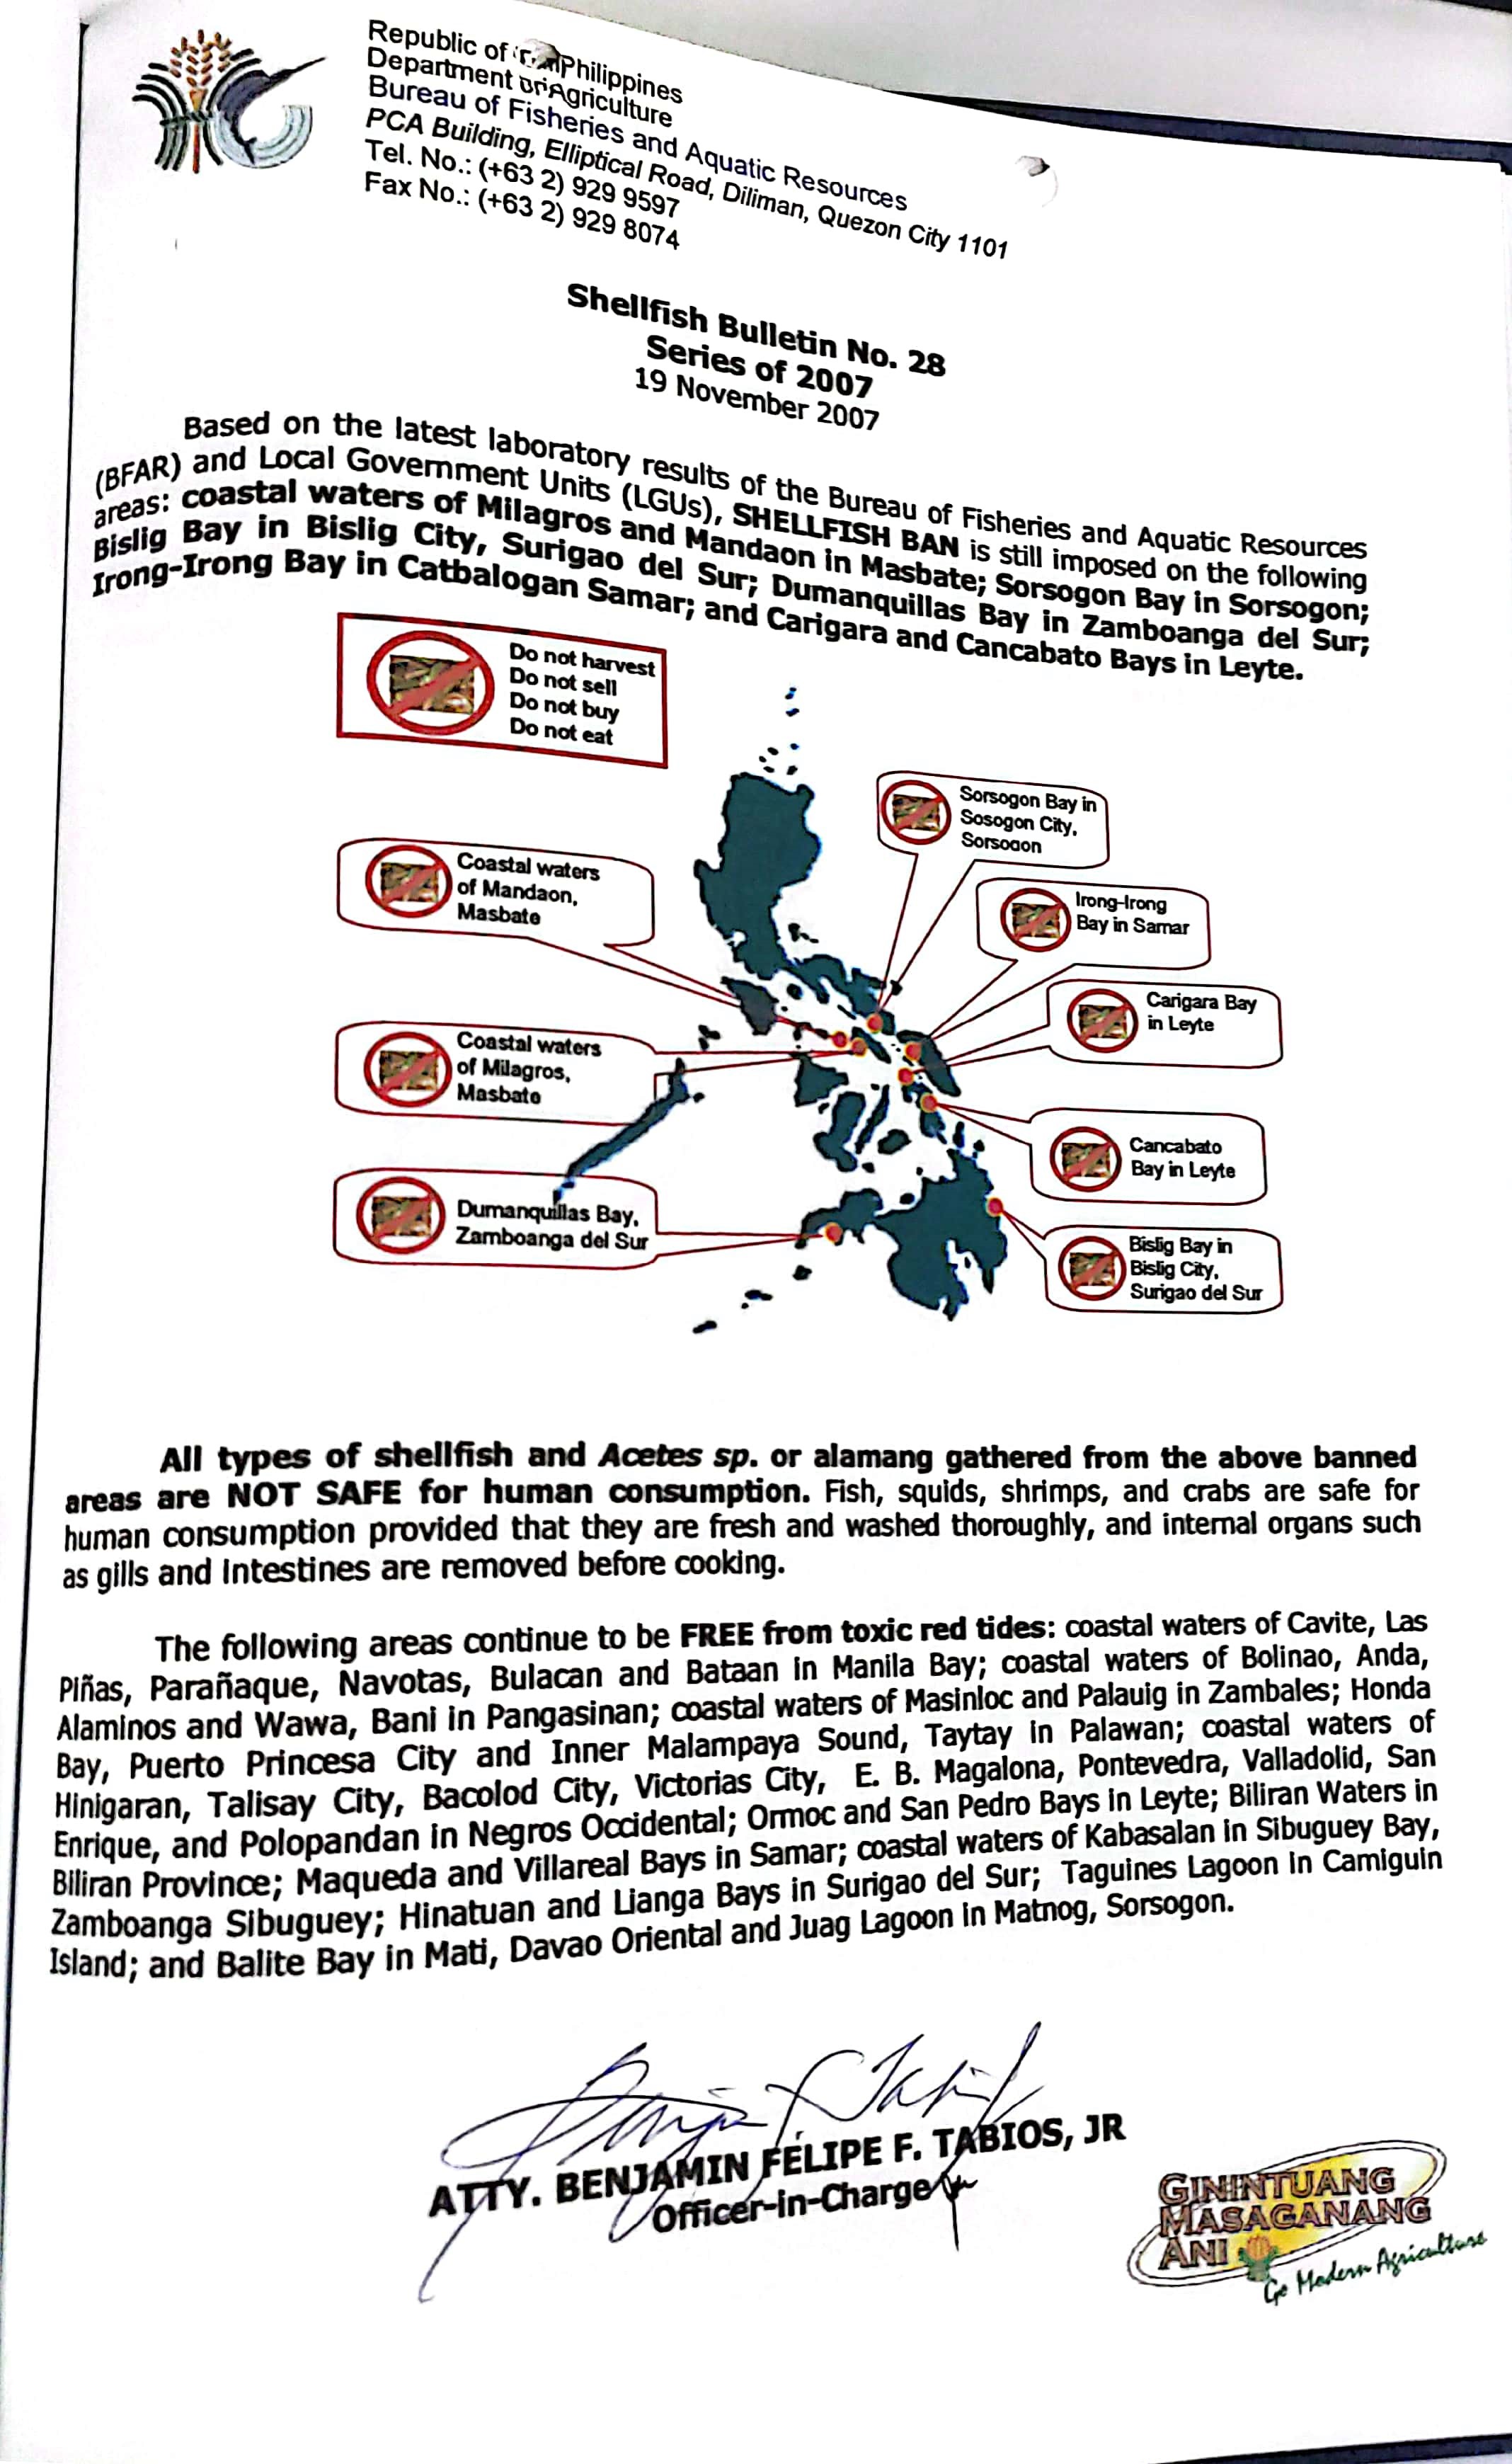 Republic of Philippines
Department of Agriculture
Bureau of Fisheries and Aquatic Resources
PCA Building, Elliptical Road, Diliman, Quezon City 1101
Tel. No.: (+63 2) 929 9597
Fax No.: (+63 2) 929 8074
Shellfish Bulletin No. 28
Series of 2007
19 November 2007
Based on the latest laboratory results of the Bureau of Fisheries and Aquatic Resources
(BFAR) and Local Government Units (LGUs), SHELLFISH BAN is still imposed on the following
areas: coastal waters of Milagros and Mandaon in Masbate; Sorsogon Bay in Sorsogon;
Bislig Bay in Bislig City, Surigao del Sur; Dumanquillas Bay in Zamboanga del Sur;
Irong-Irong Bay in Catbalogan Samar; and Carigara and Cancabato Bays in Leyte.
Do not harvest
Do not sell
Do not buy
Do not eat
Sorsogon Bay in
Sosogon City,
Sorsogon
Coastal waters
of Mandaon,
Masbate
Irong-Irong
Bay in Samar
Carigara Bay
in Leyte
Coastal waters
of Milagros,
Masbate
Cancabato
Bay in Leyte
Dumanquillas Bay,
Zamboanga del Sur
Bislig Bay in
Bislig City,
Surigao del Sur
All types of shellfish and Acetes sp. or alamang gathered from the above banned
areas are NOT SAFE for human consumption. Fish, squids, shrimps, and crabs are safe for
human consumption provided that they are fresh and washed thoroughly, and internal organs such
as gills and Intestines are removed before cooking.
The following areas continue to be FREE from toxic red tides: coastal waters of Cavite, Las
Piñas, Parañaque, Navotas, Bulacan and Bataan in Manila Bay; coastal waters of Bolinao, Anda,
Alaminos and Wawa, Bani in Pangasinan; coastal waters of Masinloc and Palauig in Zambales; Honda
Bay, Puerto Princesa City and Inner Malampaya Sound, Taytay in Palawan; coastal waters of
Hinigaran, Talisay City, Bacolod City, Victorias City, E. B. Magalona, Pontevedra, Valladolid, San
Enrique, and Polopandan in Negros Occidental; Ormoc and San Pedro Bays in Leyte; Biliran Waters in
Biliran Province; Maqueda and Villareal Bays in Samar; coastal waters of Kabasalan in Sibuguey Bay,
Zamboanga Sibuguey; Hinatuan and Lianga Bays in Surigao del Sur; Taguines Lagoon in Camiguin
Island; and Balite Bay in Mati, Davao Oriental and Juag Lagoon in Matnog, Sorsogon.
ATTY. BENJAMIN FELIPE F. TABIOS, JR
Officer-in-Charge
GININTUANG
MASAGANANG
ANI
Go Modern Agriculture